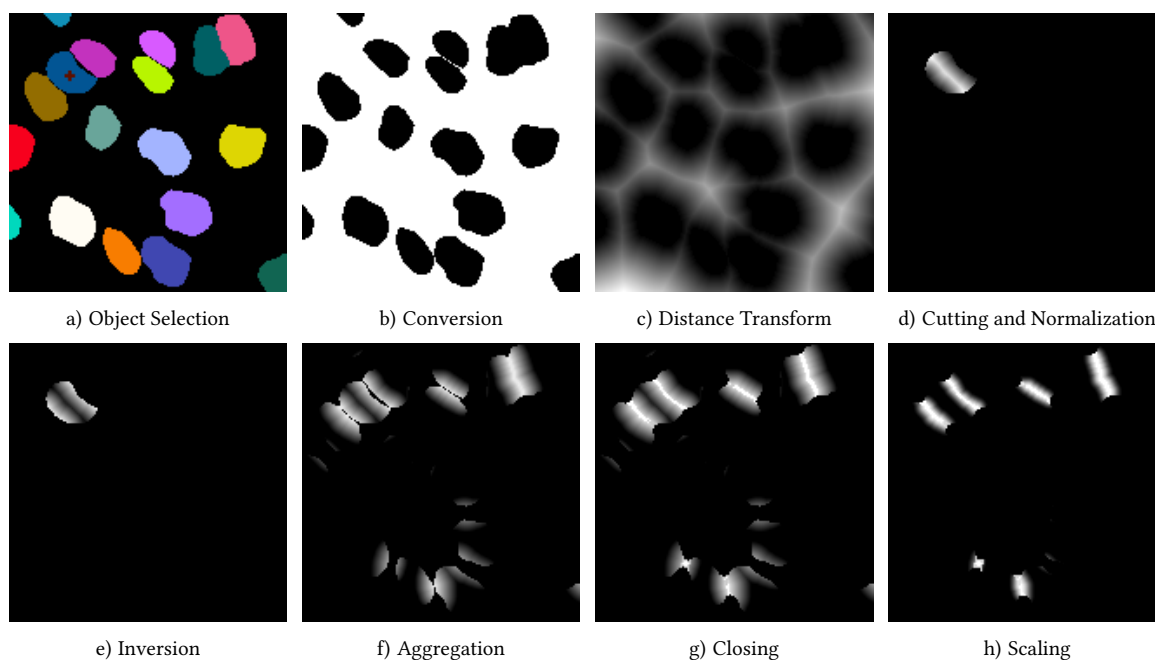 a) Object Selection
b) Conversion
c) Distance Transform
d) Cutting and Normalization
e) Inversion
f) Aggregation
g) Closing
h) Scaling